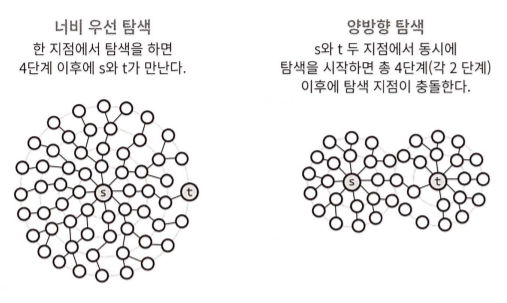 너비 우선 탐색
한 지점에서 탐색을 하면
4단계 이후에 s와 t가 만난다.
s
t
양방향 탐색
s와 t 두 지점에서 동시에
탐색을 시작하면 총 4단계(각 2 단계)
이후에 탐색 지점이 충돌한다.
s
t